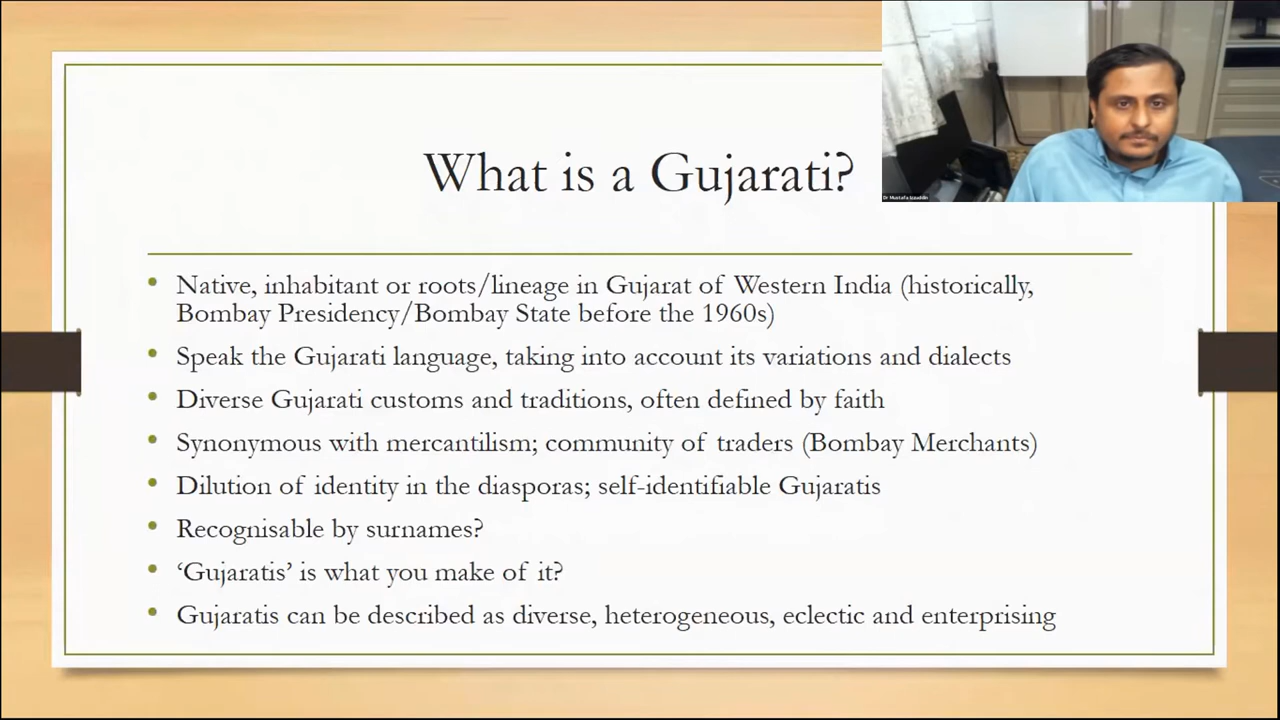 What is a Gujarati?
Dr Mustafa Izzuddin
• Native, inhabitant or roots/lineage in Gujarat of Western India (historically,
Bombay Presidency/Bombay State before the 1960s)
• Speak the Gujarati language, taking into account its variations and dialects
• Diverse Gujarati customs and traditions, often defined by faith
• Synonymous with mercantilism; community of traders (Bombay Merchants)
• Dilution of identity in the diasporas; self-identifiable Gujaratis
• Recognisable by surnames?
• ‘Gujaratis’ is what you make of it?
• Gujaratis can be described as diverse, heterogeneous, eclectic and enterprising